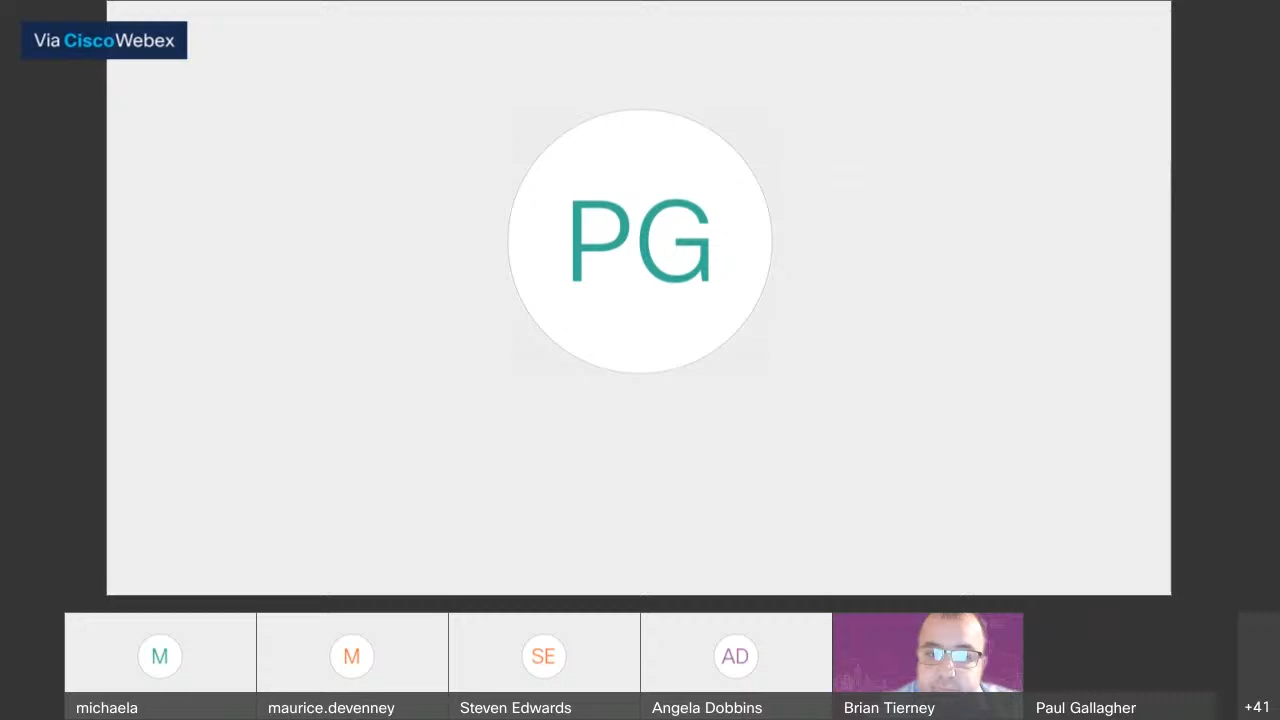 Via CiscoWebex
PG
M
M
SE
AD
michaela
maurice.devenney
Steven Edwards
Angela Dobbins
Brian Tierney
Paul Gallagher
+41